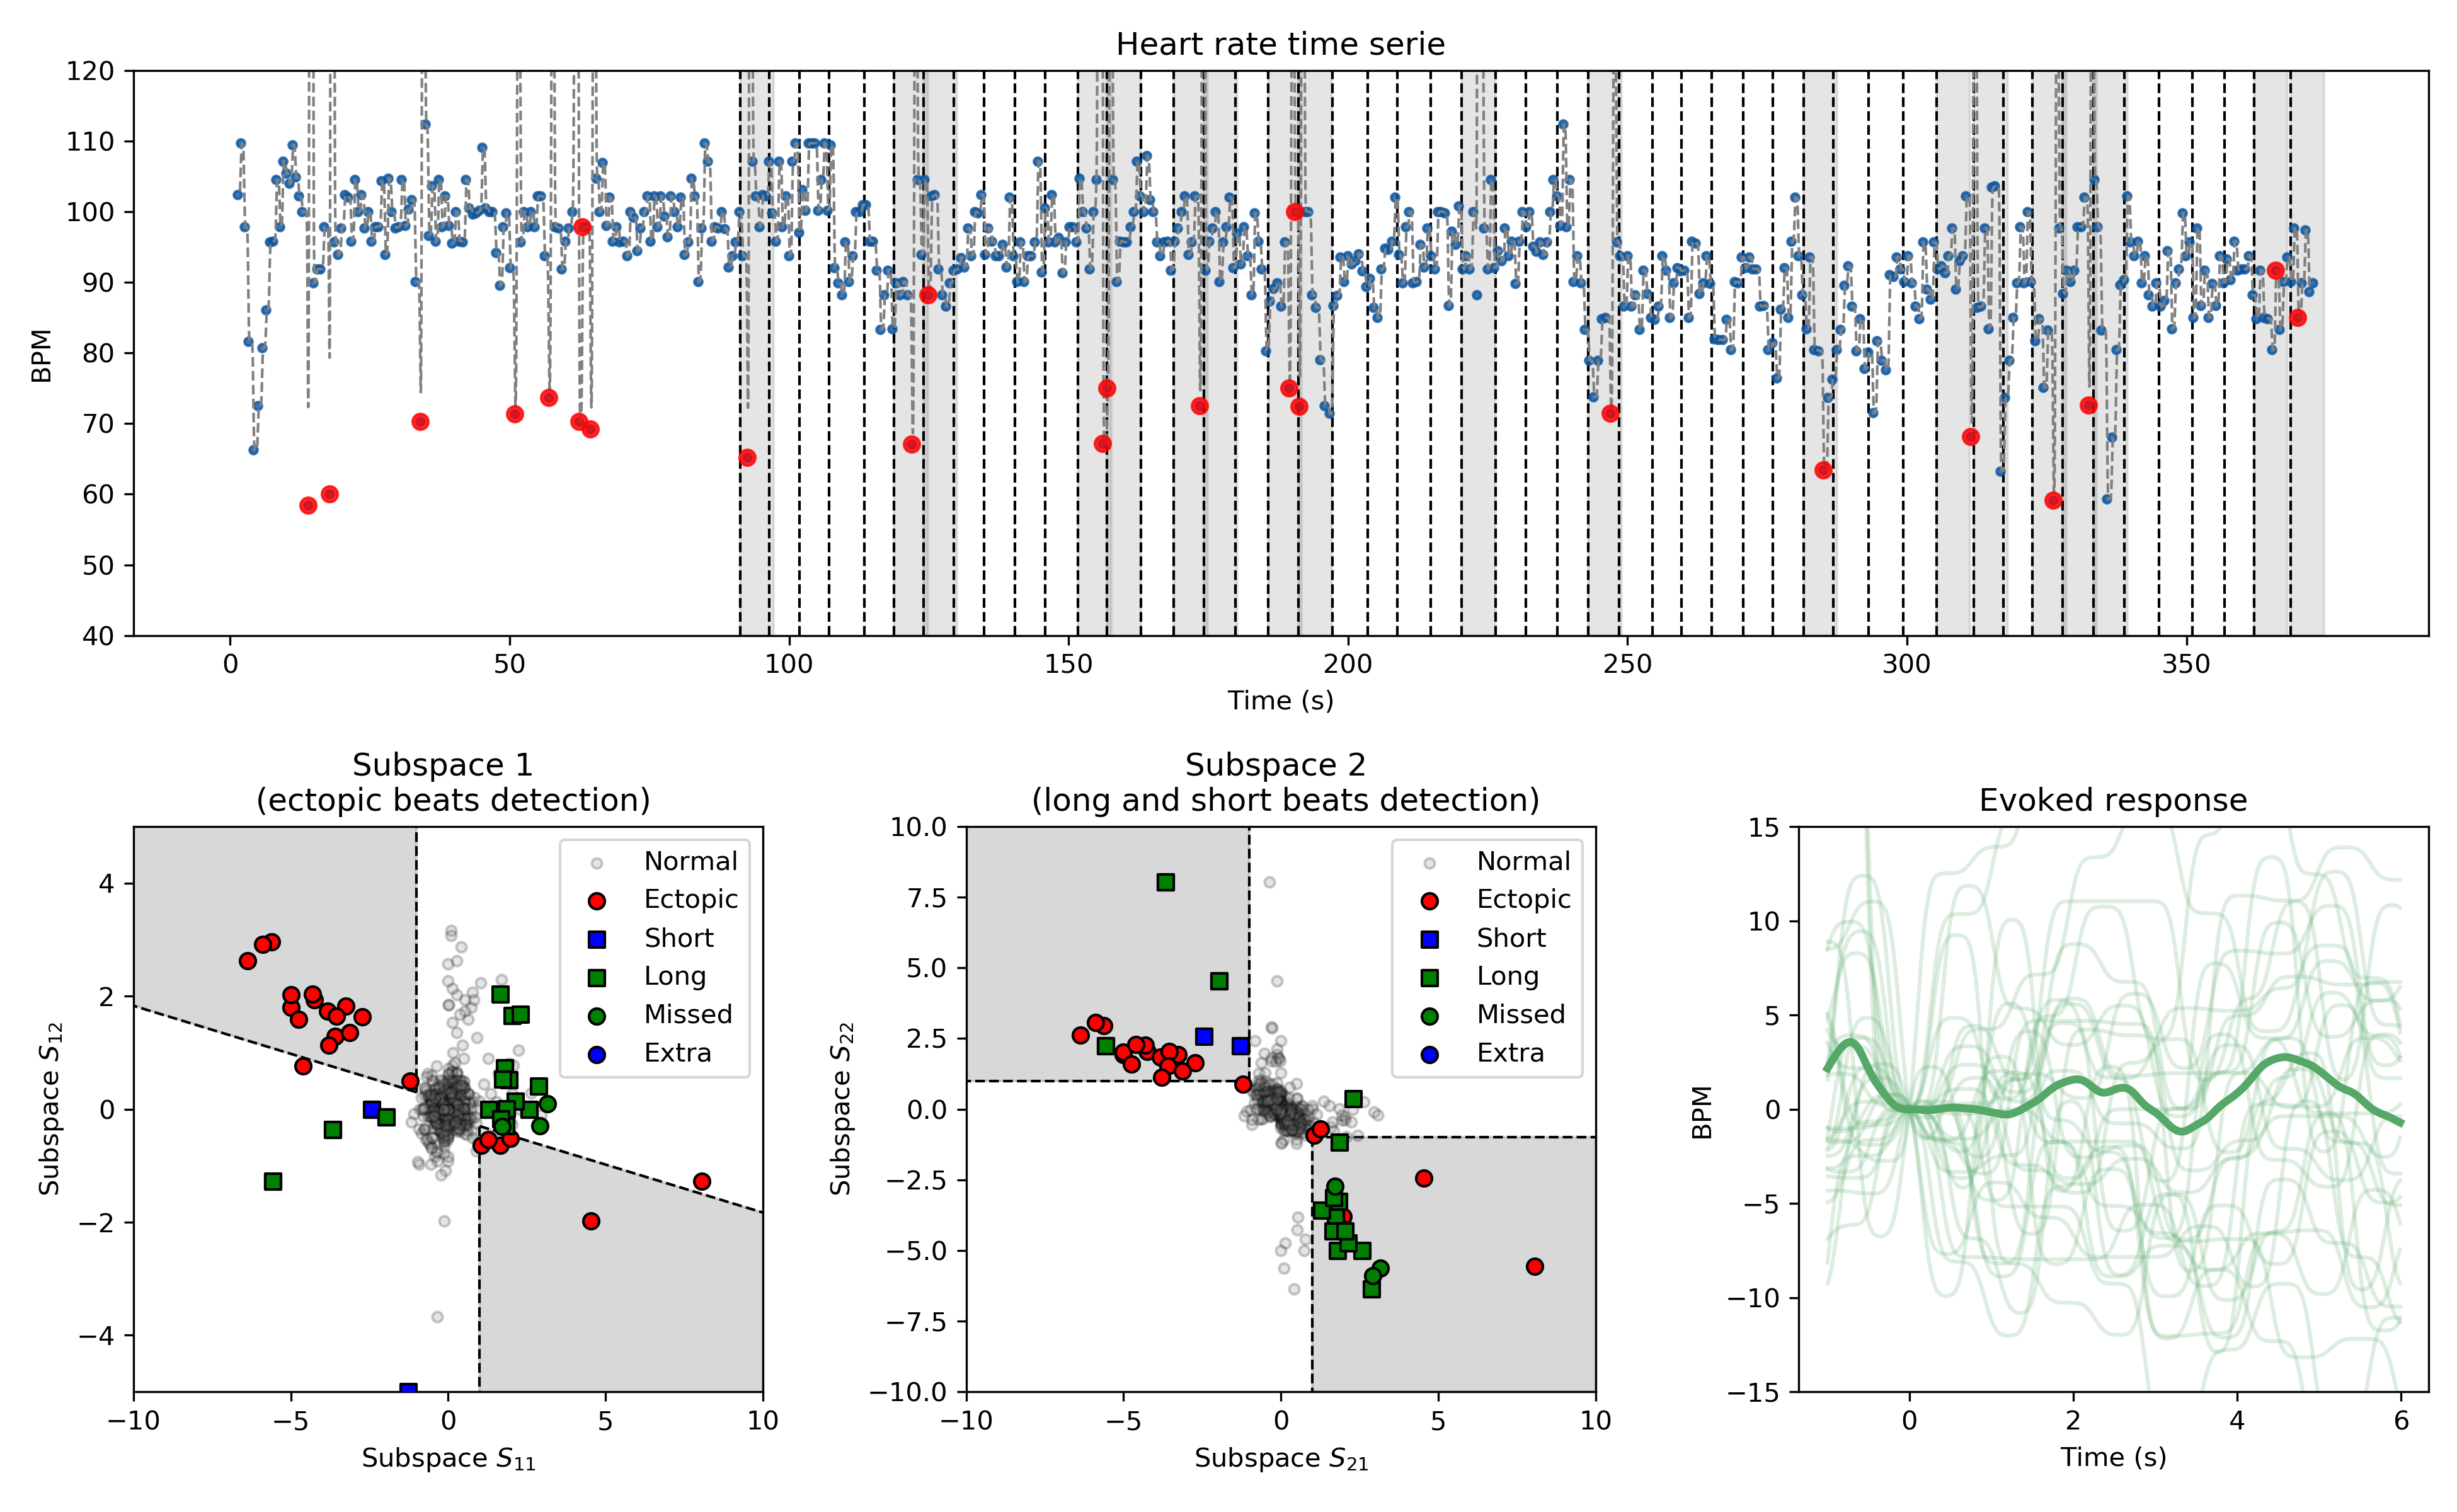 Heart rate time serie
120
110
100
90
80
70
60
50
40
BPM
0 50 100 150 200 250 300 350
Time (s)
Subspace 1
(ectopic beats detection)
4
2
0
−2
−4
Subspace S12
−10 −5 0 5 10
Subspace S11
Normal
Ectopic
Short
Long
Missed
Extra
Subspace 2
(long and short beats detection)
10.0
7.5
5.0
2.5
0.0
−2.5
−5.0
−7.5
−10.0
Subspace S22
−10 −5 0 5 10
Subspace S21
Normal
Ectopic
Short
Long
Missed
Extra
Evoked response
15
10
5
0
−5
−10
−15
BPM
0 2 4 6
Time (s)